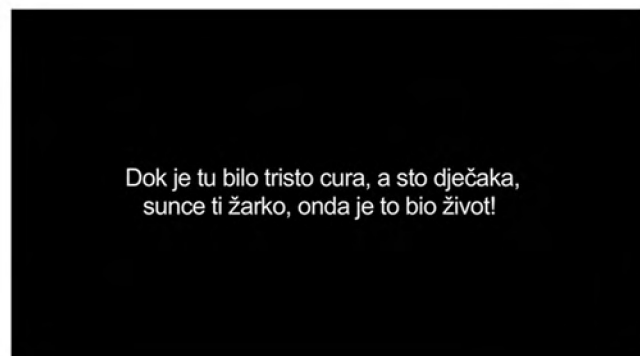 Dok je tu bilo tristo cura, a sto dječaka,
sunce ti žarko, onda je to bio život!